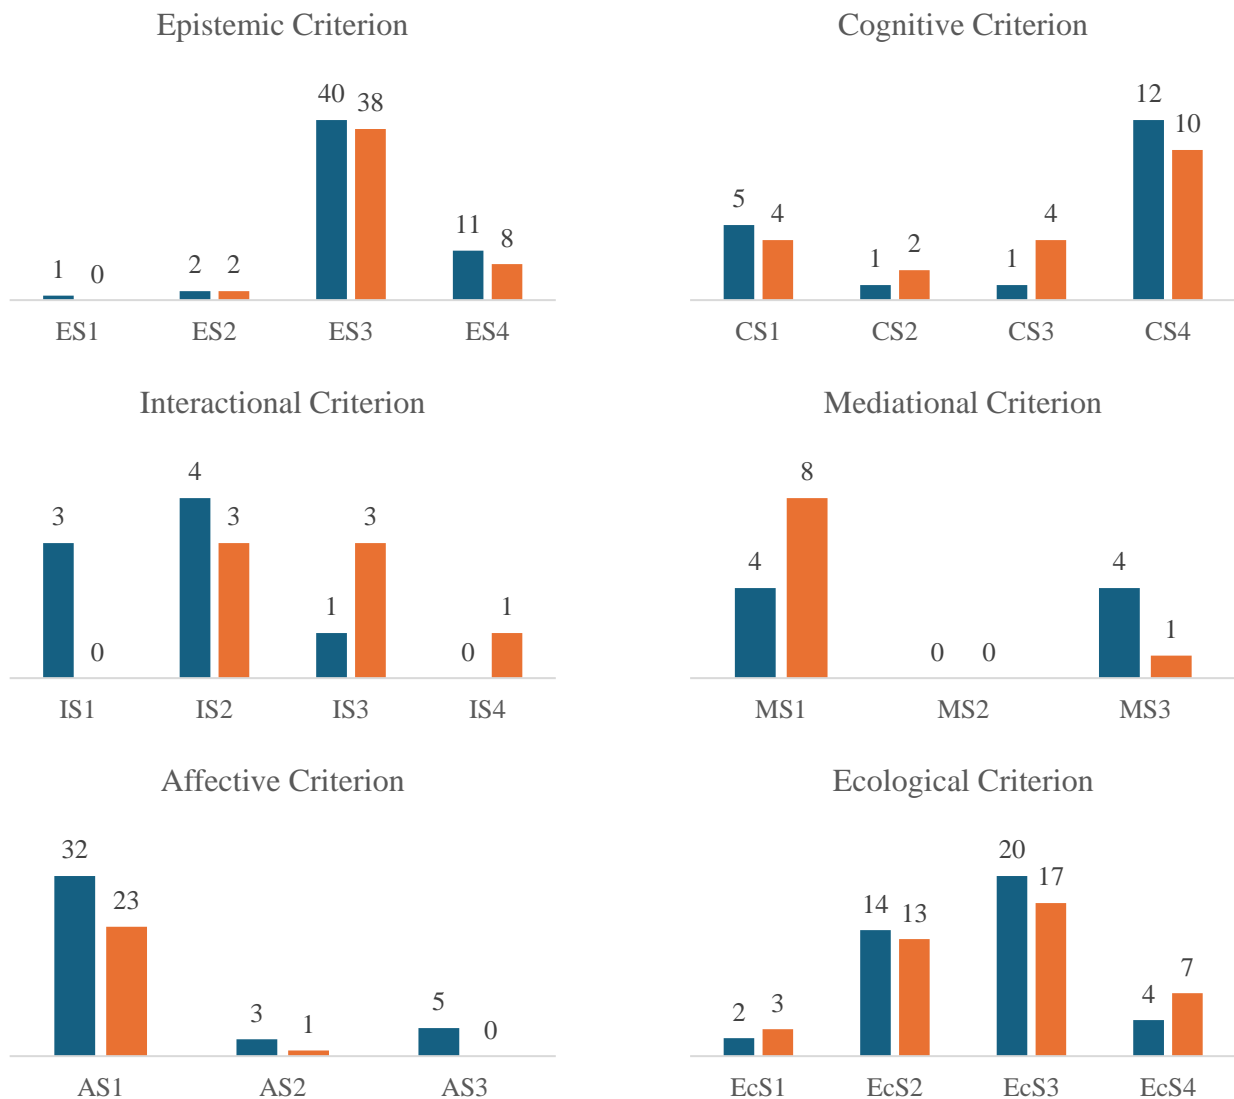 Epistemic Criterion
40
38
11
8
1
0
2
2
ES1
ES2
ES3
ES4
Cognitive Criterion
12
10
5
4
1
2
1
4
CS1
CS2
CS3
CS4
Interactional Criterion
4
3
3
3
1
0
0
1
IS1
IS2
IS3
IS4
Mediational Criterion
8
4
4
1
0
0
MS1
MS2
MS3
Affective Criterion
32
23
3
1
5
0
AS1
AS2
AS3
Ecological Criterion
20
17
14
13
2
3
4
7
EcS1
EcS2
EcS3
EcS4